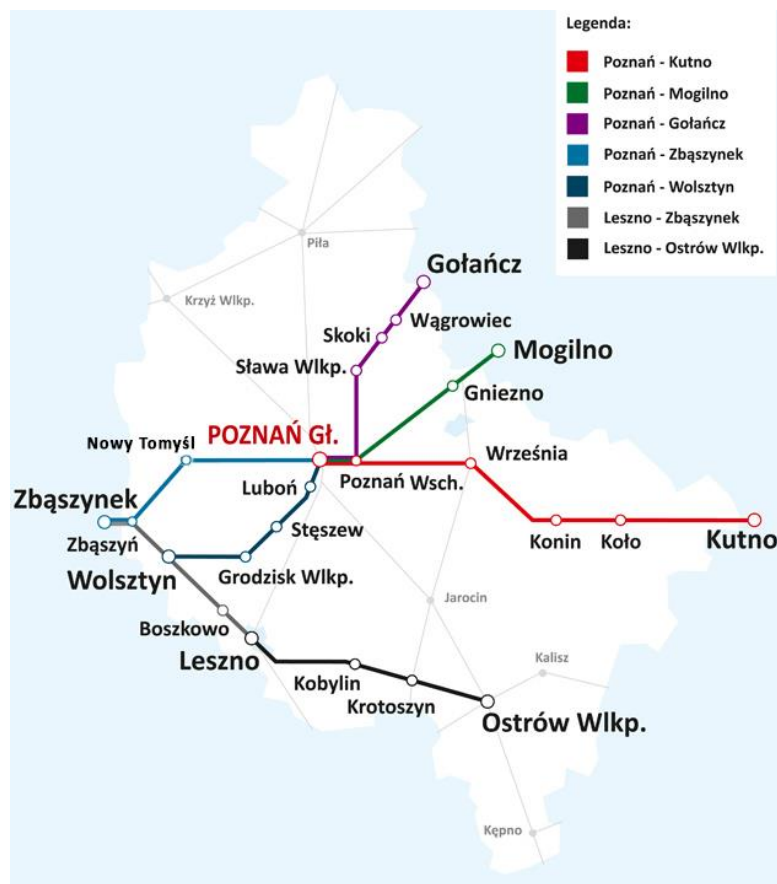 Legenda:
Poznań - Kutno
Poznań - Mogilno
Poznań - Gołańcz
Poznań - Zbąszynek
Poznań - Wolsztyn
Leszno - Zbąszynek
Leszno - Ostrów Wlkp.
Piła
Gołańcz
Krzyż Wlkp.
Wągrowiec
Skoki
Mogilno
Sława Wlkp.
Gniezno
Nowy Tomyśl
POZNAŃ Gł.
Września
Poznań Wsch.
Luboń
Zbąszynek
Stęszew
Zbąszyń
Konin
Koło
Kutno
Wolsztyn
Grodzisk Wlkp.
Jarocin
Boszkowo
Leszno
Kalisz
Kobylin
Krotoszyn
Ostrów Wlkp.
Kępno